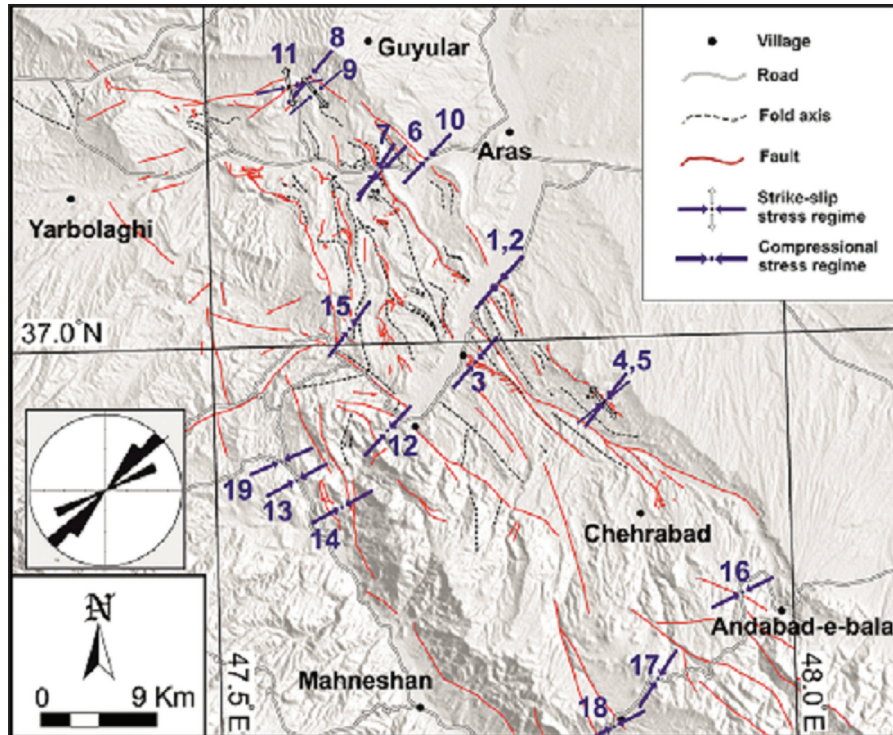 11
8
Guyular
9
7
6
10
Aras
Yarbolaghi
1,2
15
37.0°N
3
4,5
12
19
13
14
Chehrabad
16
Andabad-e-bala
17
Mahneshan
18
47.5°E
48.0°E
N
0 9 Km
Village
Road
Fold axis
Fault
Strike-slip
stress regime
Compressional
stress regime